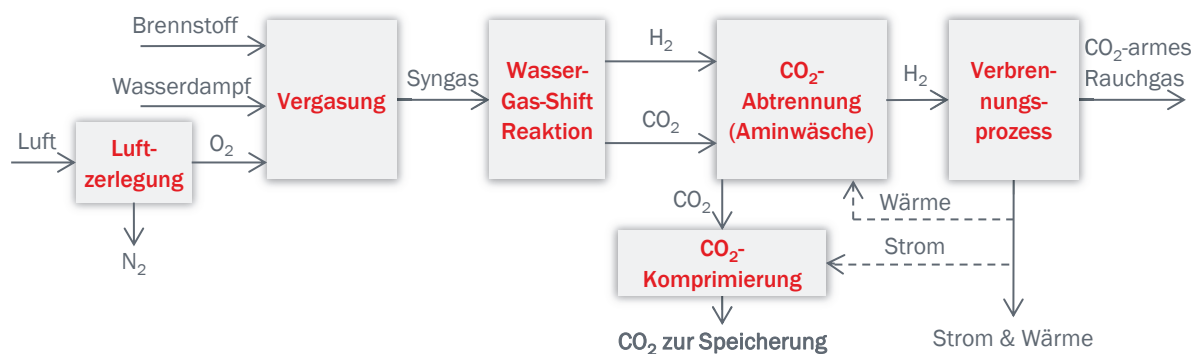 Brennstoff
Wasserdampf
Luft
Luft-
zerlegung
O₂
N₂
Vergasung
Syngas
Wasser-
Gas-Shift
Reaktion
H₂
CO₂
CO₂-
Abtrennung
(Aminwäsche)
H₂
Verbren-
nungs-
prozess
CO₂-armes
Rauchgas
Wärme
CO₂
Strom
CO₂-
Komprimierung
CO₂ zur Speicherung
Strom & Wärme